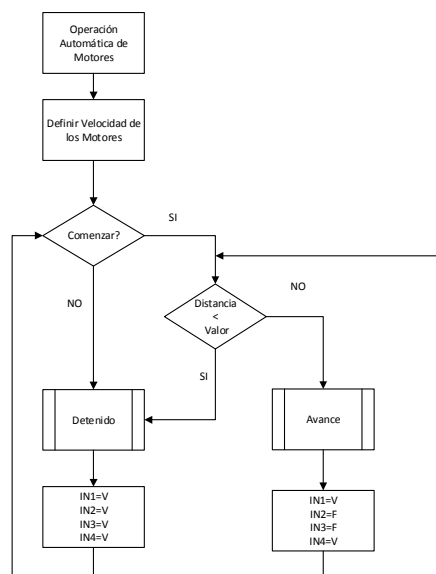 Operación
Automática de
Motores
Definir Velocidad de
los Motores
SI
Comenzar?
NO
Distancia
<
Valor
NO
SI
Detenido
Avance
IN1=V
IN2=V
IN3=V
IN4=V
IN1=V
IN2=F
IN3=F
IN4=V